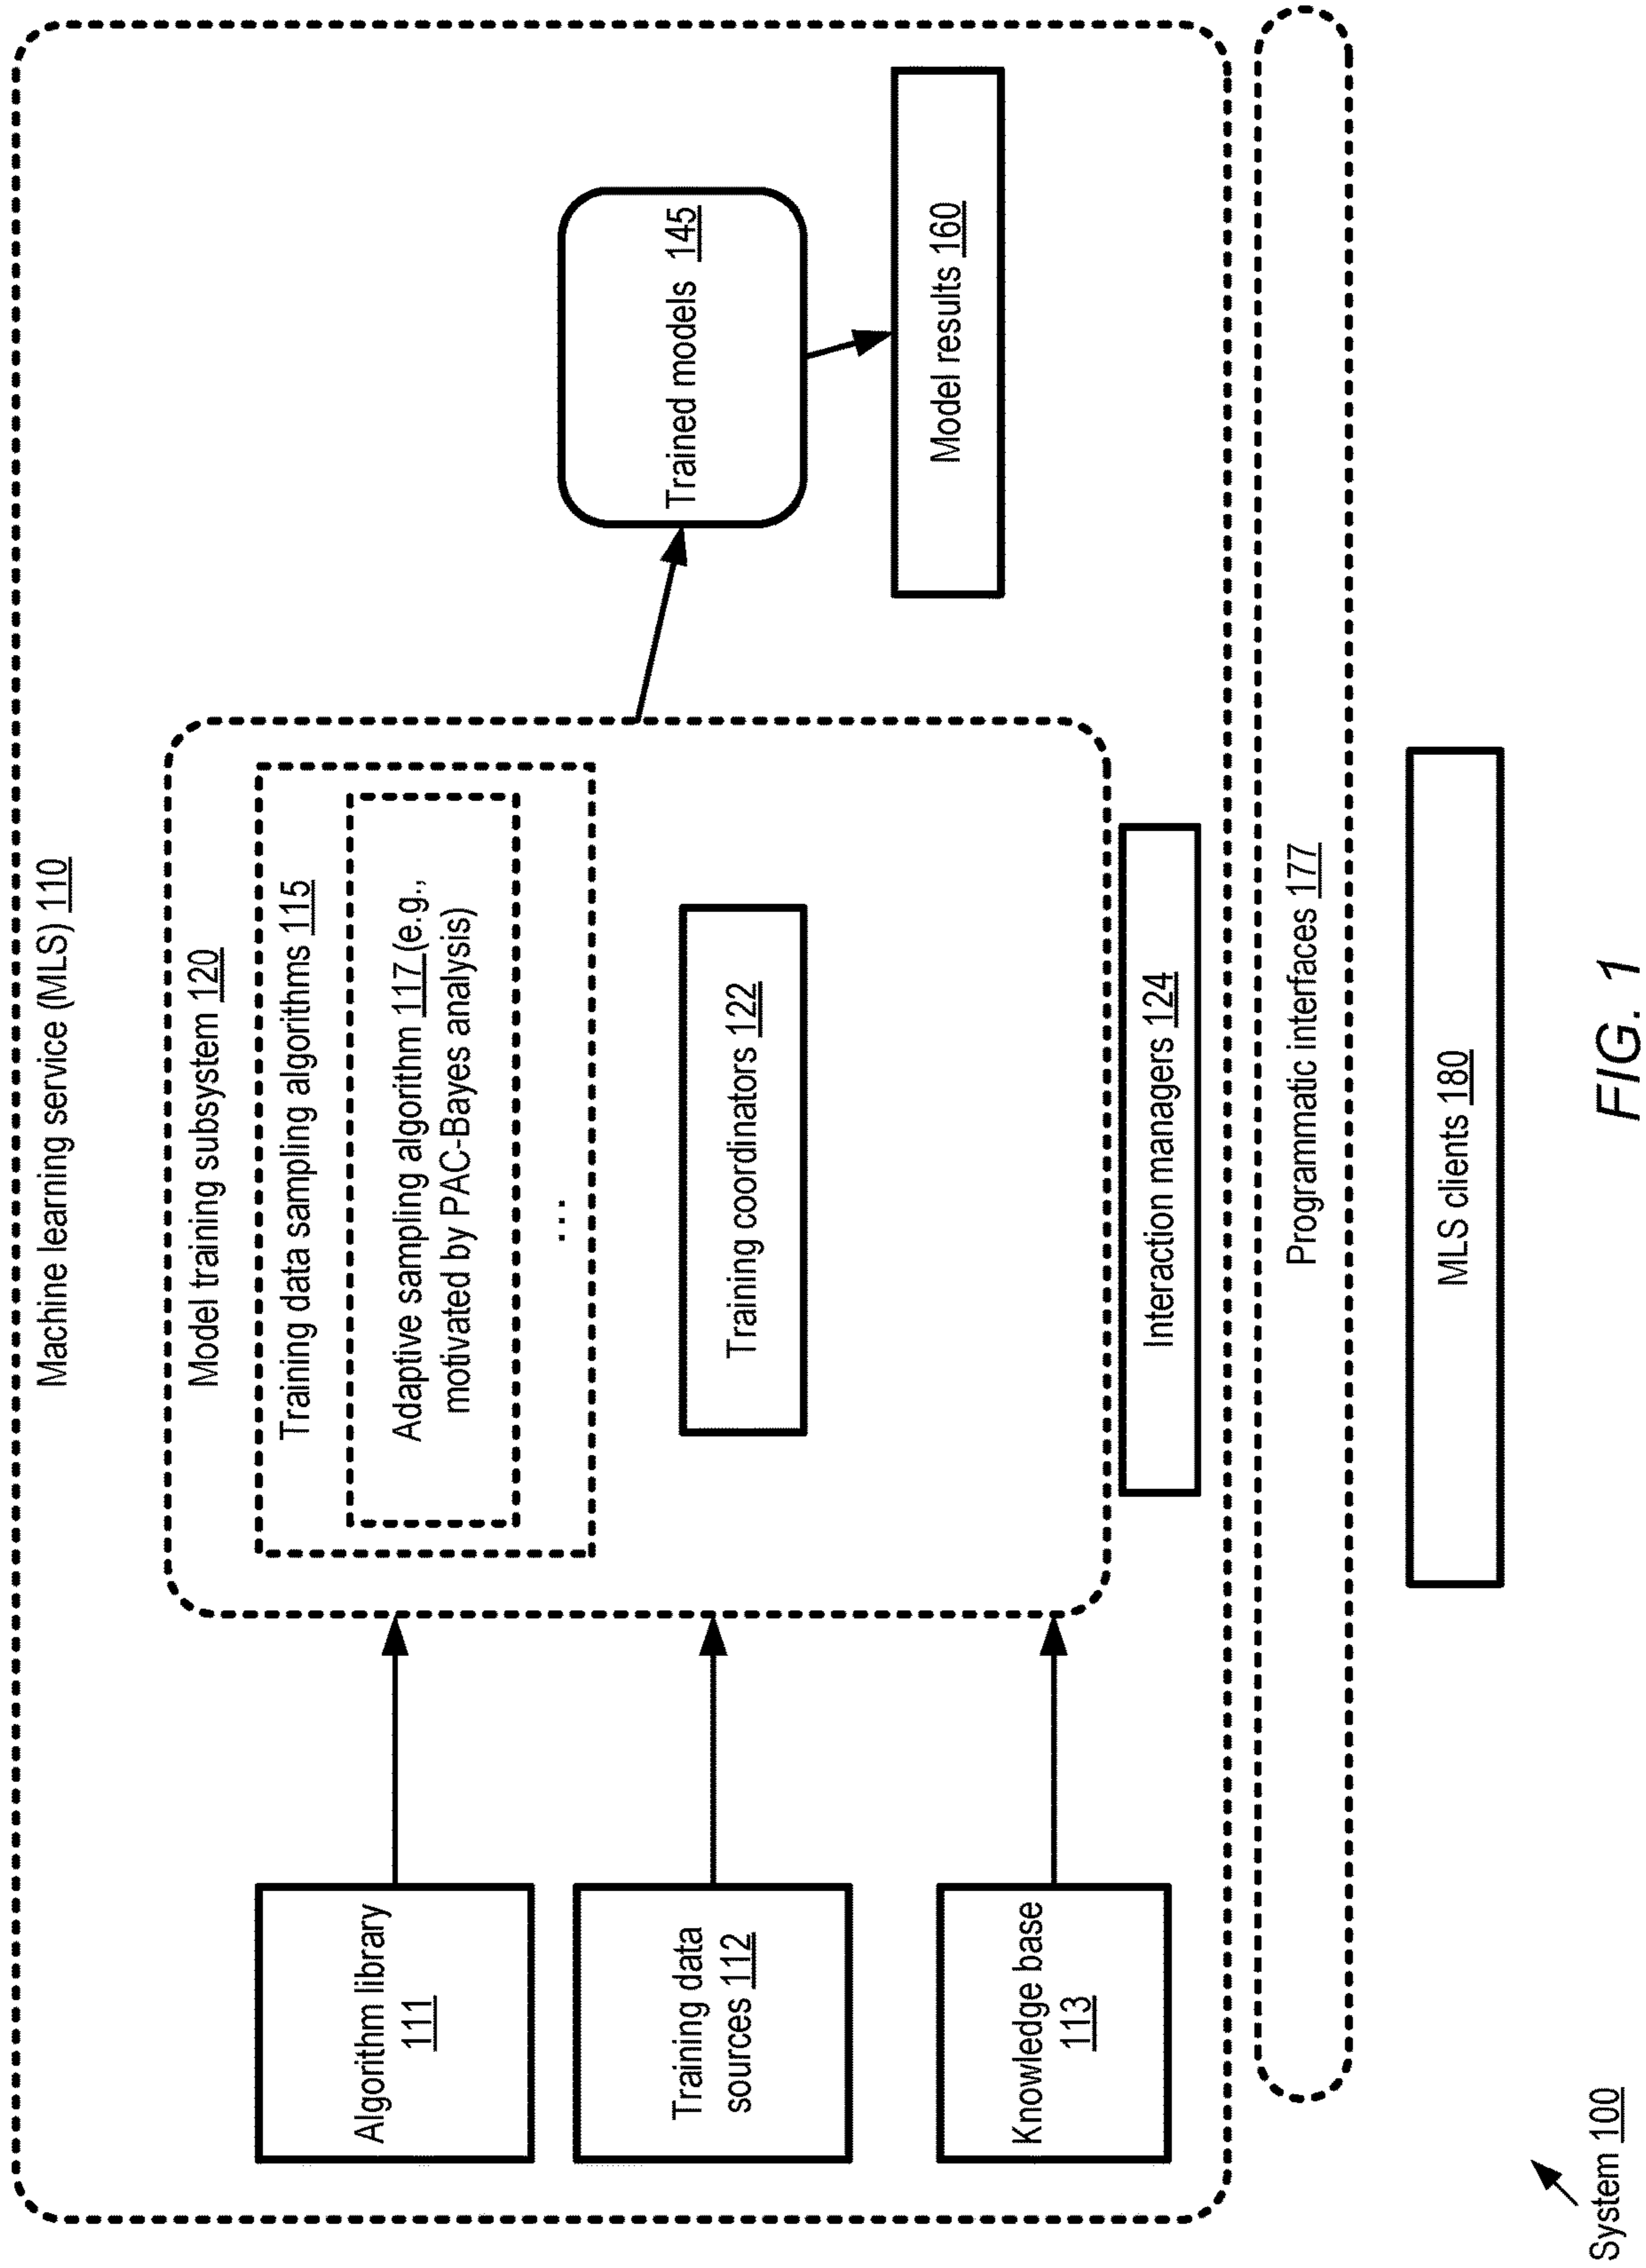 Machine learning service (MLS) 110
Model training subsystem 120
Training data sampling algorithms 115
Adaptive sampling algorithm 117 (e.g.,
motivated by PAC-Bayes analysis)
...
Training coordinators 122
Algorithm library
111
Training data
sources 112
Knowledge base
113
Trained models 145
Model results 160
Interaction managers 124
Programmatic interfaces 177
MLS clients 180
System 100
FIG. 1